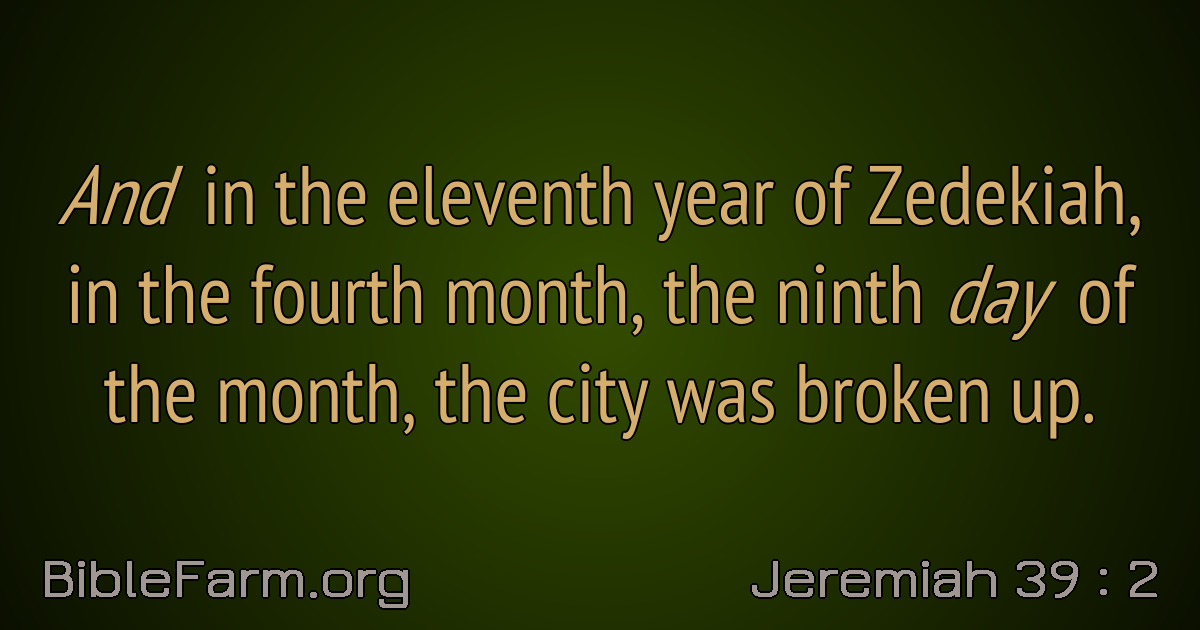 And in the eleventh year of Zedekiah,
in the fourth month, the ninth day of
the month, the city was broken up.
BibleFarm.org
Jeremiah 39 : 2